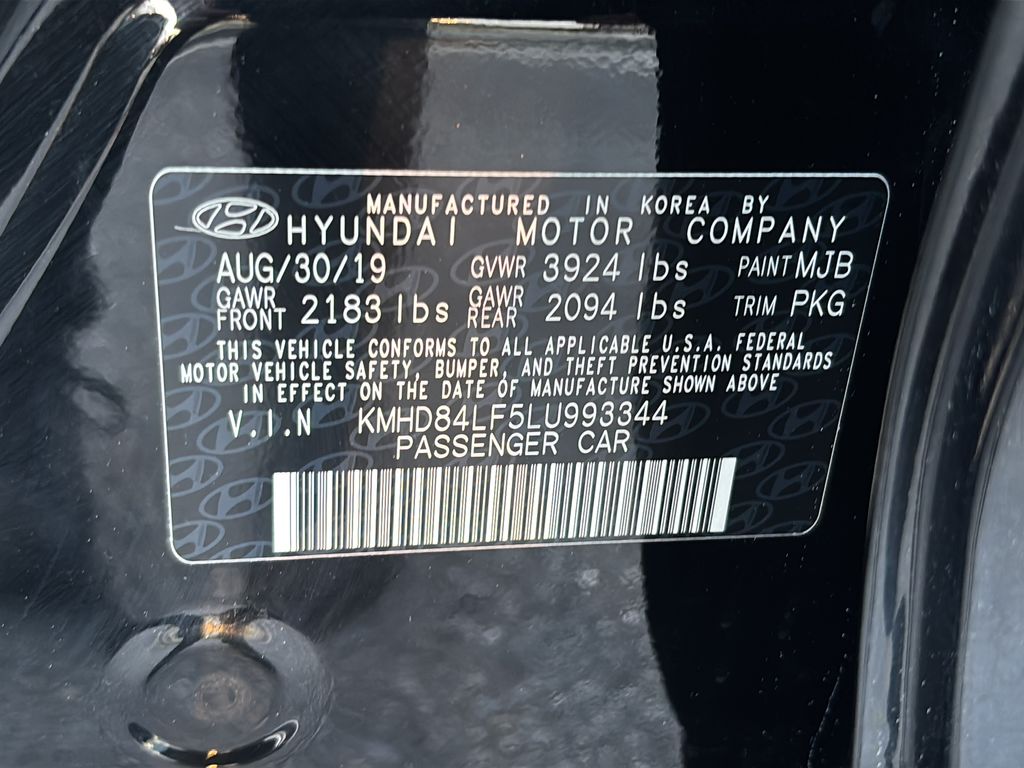 MANUFACTURED IN KOREA BY
HYUNDAI MOTOR COMPANY
AUG/30/19 GVWR 3924 lbs PAINT MJB
GAWR FRONT 2183 lbs GAWR REAR 2094 lbs TRIM PKG
THIS VEHICLE CONFORMS TO ALL APPLICABLE U.S.A. FEDERAL
MOTOR VEHICLE SAFETY, BUMPER, AND THEFT PREVENTION STANDARDS
IN EFFECT ON THE DATE OF MANUFACTURE SHOWN ABOVE
V.I.N KMHD84LF5LU993344
PASSENGER CAR